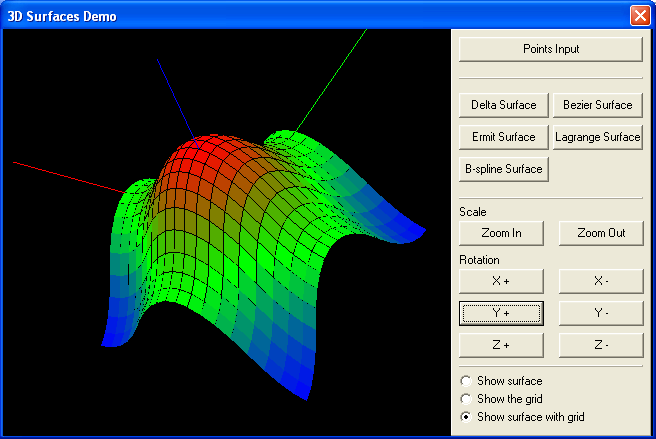 3D Surfaces Demo
Points Input
Delta Surface
Bezier Surface
Ermit Surface
Lagrange Surface
B-spline Surface
Scale
Zoom In
Zoom Out
Rotation
X +
X -
Y +
Y -
Z +
Z -
Show surface
Show the grid
Show surface with grid